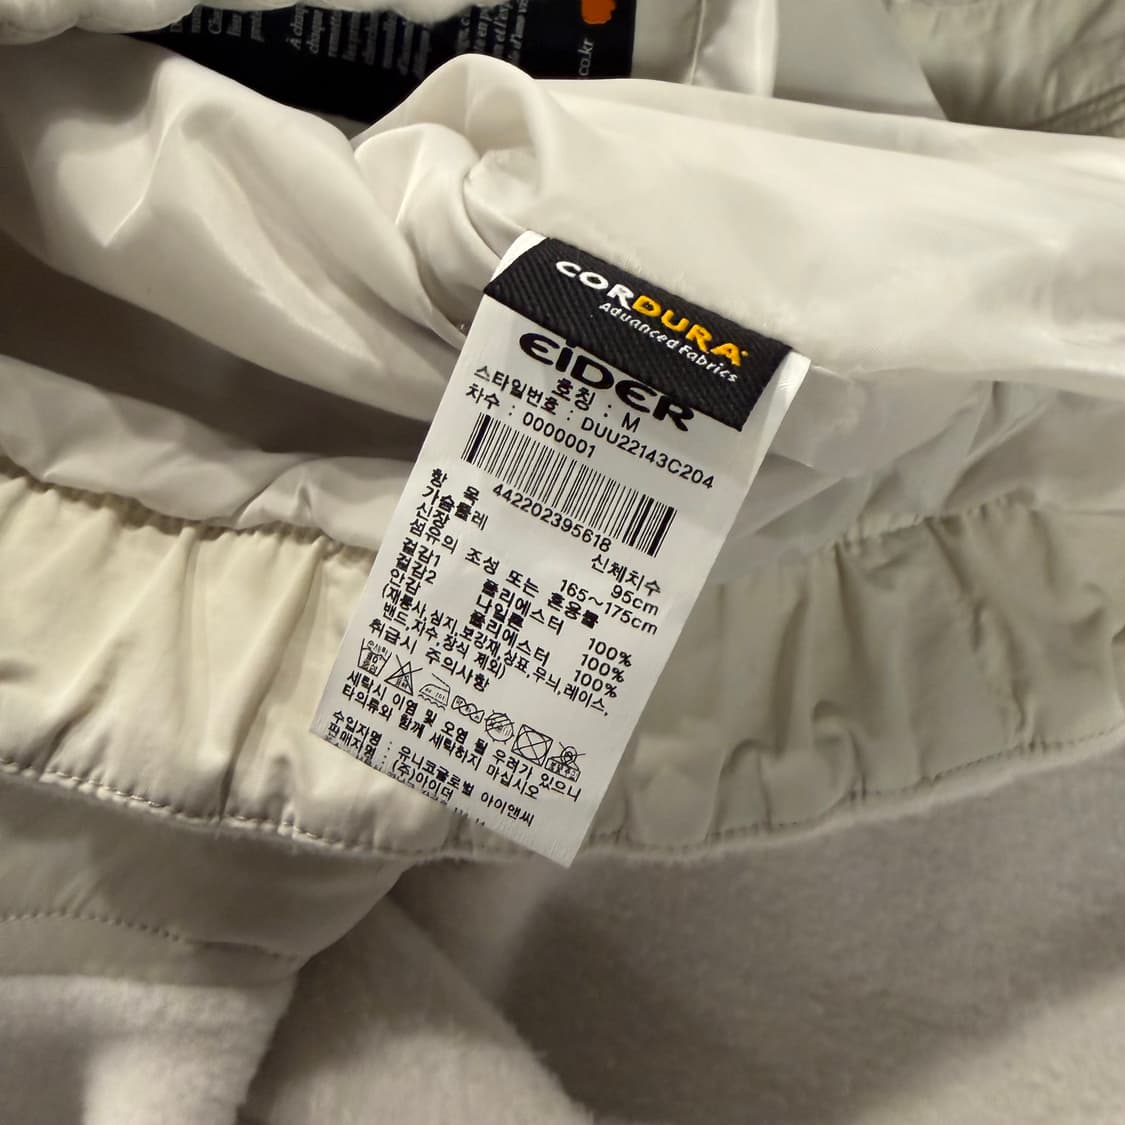 .co.kr
À chaque
CORDURA
Advanced Fabrics
EIDER
호칭 : M
스타일번호 : DUU22143C204
차수 : 0000001
442202395618
항 목 신체치수
가슴둘레 95cm
신장 165~175cm
섬유의 조성 또는 혼용률
겉감1 폴리에스터 100%
겉감2 나일론 100%
안감 폴리에스터 100%
(재봉사,심지,보강재,상표,무늬,레이스,
밴드,치수,장식 제외)
취급시 주의사항
세탁시 이염 및 오염 될 우려가 있으니
타의류와 함께 세탁하지 마십시오
수입자명 : 유니코글로벌 아이앤씨
판매자명 : (주)아이더